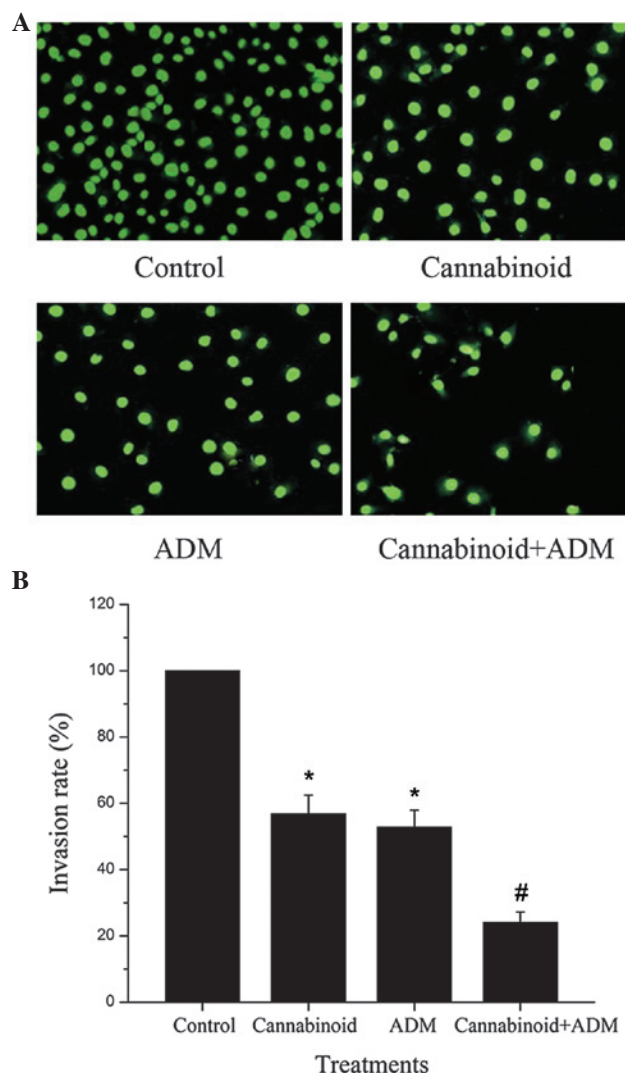 A
Control Cannabinoid
ADM Cannabinoid+ADM
B
120
100
80
60
40
20
0
Invasion rate (%)
*
*
#
Control Cannabinoid ADM Cannabinoid+ADM
Treatments